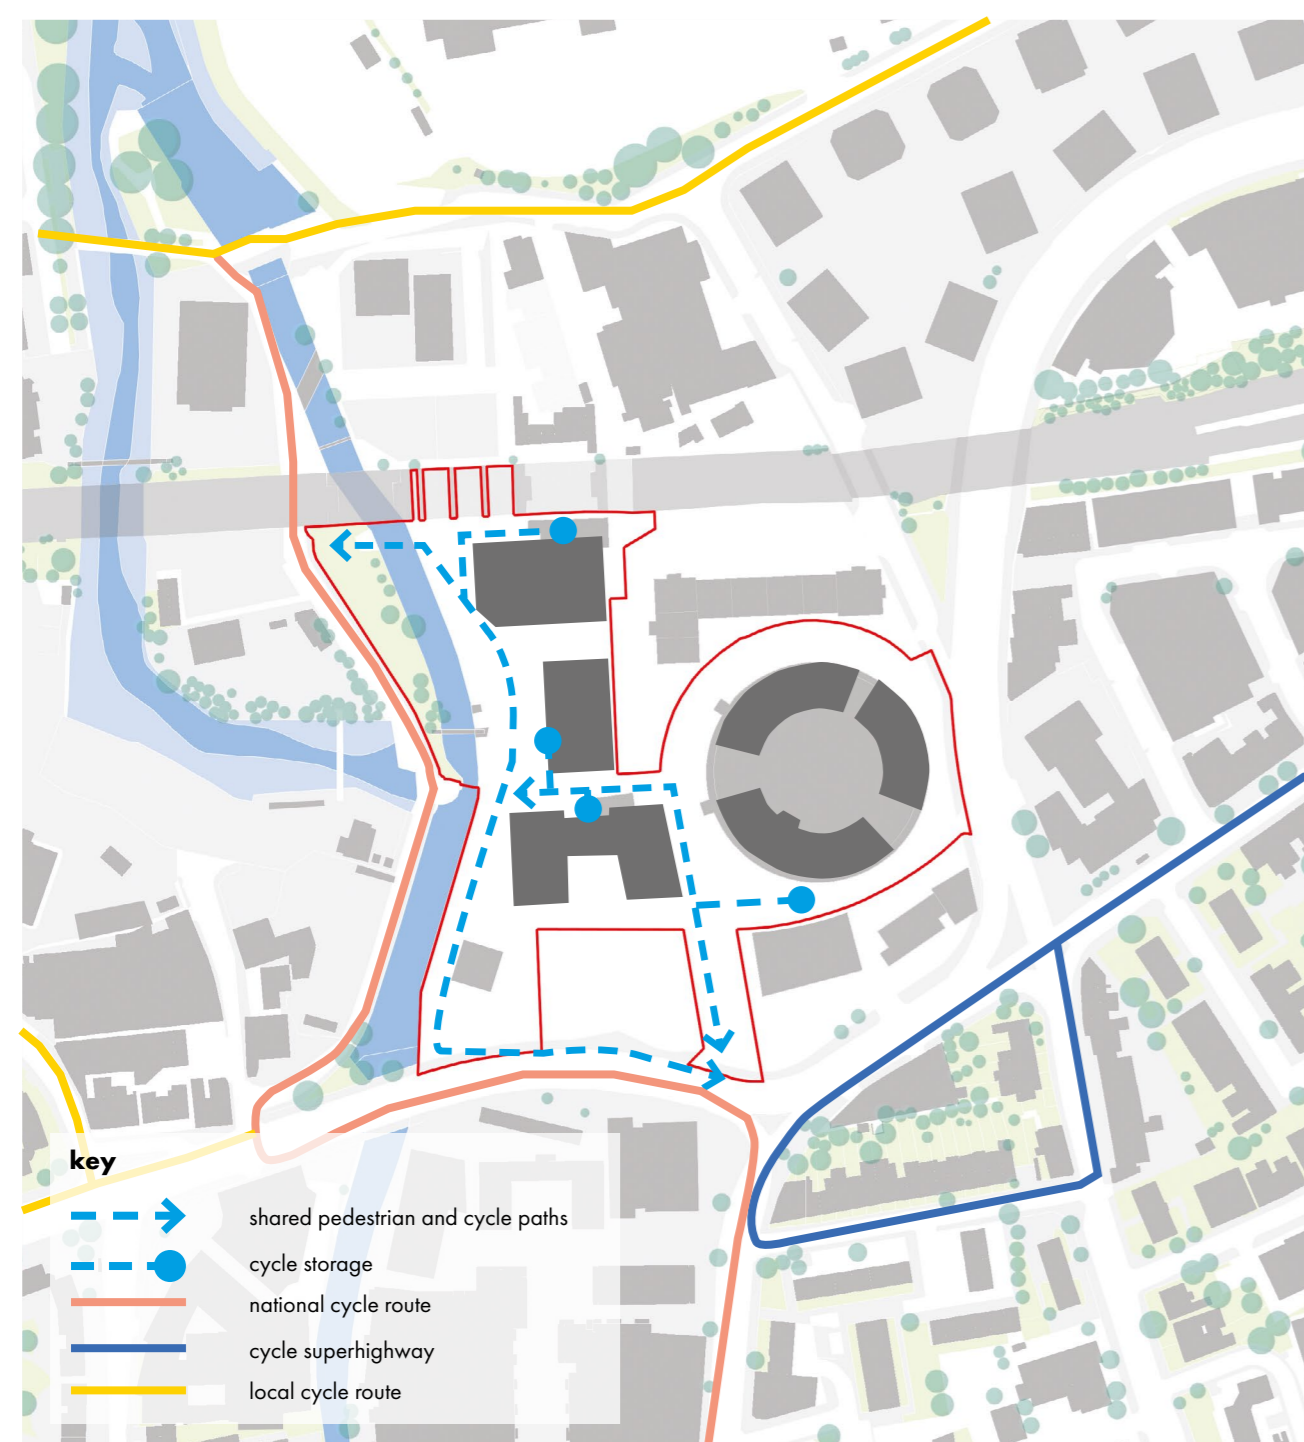 key
shared pedestrian and cycle paths
cycle storage
national cycle route
cycle superhighway
local cycle route